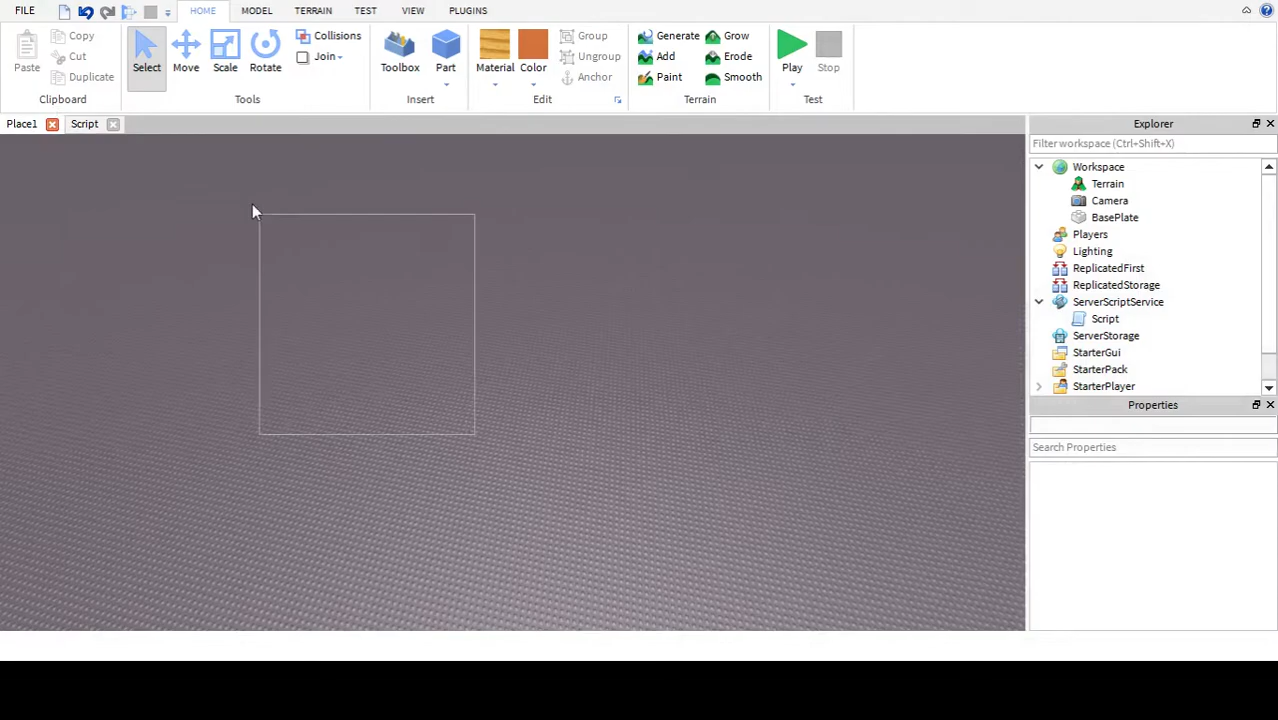 FILE HOME MODEL TERRAIN TEST VIEW PLUGINS
Paste
Copy
Cut
Duplicate
Clipboard
Select Move Scale Rotate
Collisions
Join
Tools
Toolbox Part
Insert
Material Color
Group
Ungroup
Anchor
Edit
Generate Grow
Add Erode
Paint Smooth
Terrain
Play Stop
Test
Place1 Script
Explorer
Filter workspace (Ctrl+Shift+X)
Workspace
Terrain
Camera
BasePlate
Players
Lighting
ReplicatedFirst
ReplicatedStorage
ServerScriptService
Script
ServerStorage
StarterGui
StarterPack
StarterPlayer
Properties
Search Properties